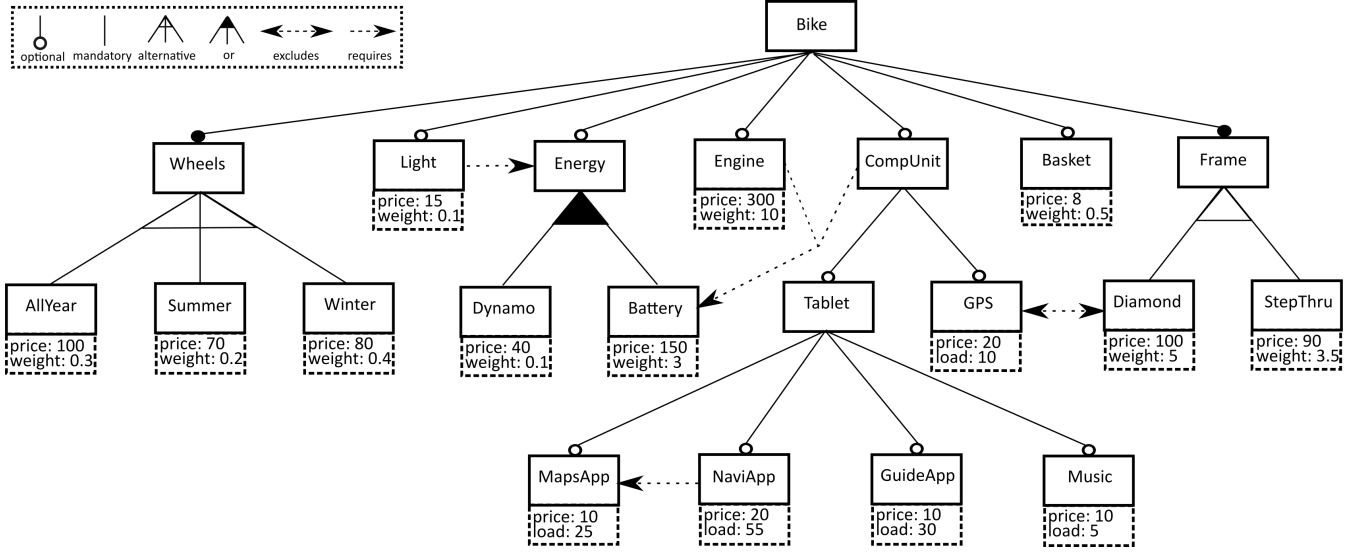 Bike
optional mandatory alternative or excludes requires
Wheels
Light
price: 15
weight: 0.1
Energy
Engine
price: 300
weight: 10
CompUnit
Basket
price: 8
weight: 0.5
Frame
AllYear
price: 100
weight: 0.3
Summer
price: 70
weight: 0.2
Winter
price: 80
weight: 0.4
Dynamo
price: 40
weight: 0.1
Battery
price: 150
weight: 3
Tablet
GPS
price: 20
load: 10
Diamond
price: 100
weight: 5
StepThru
price: 90
weight: 3.5
MapsApp
price: 10
load: 25
NaviApp
price: 20
load: 55
GuideApp
price: 10
load: 30
Music
price: 10
load: 5